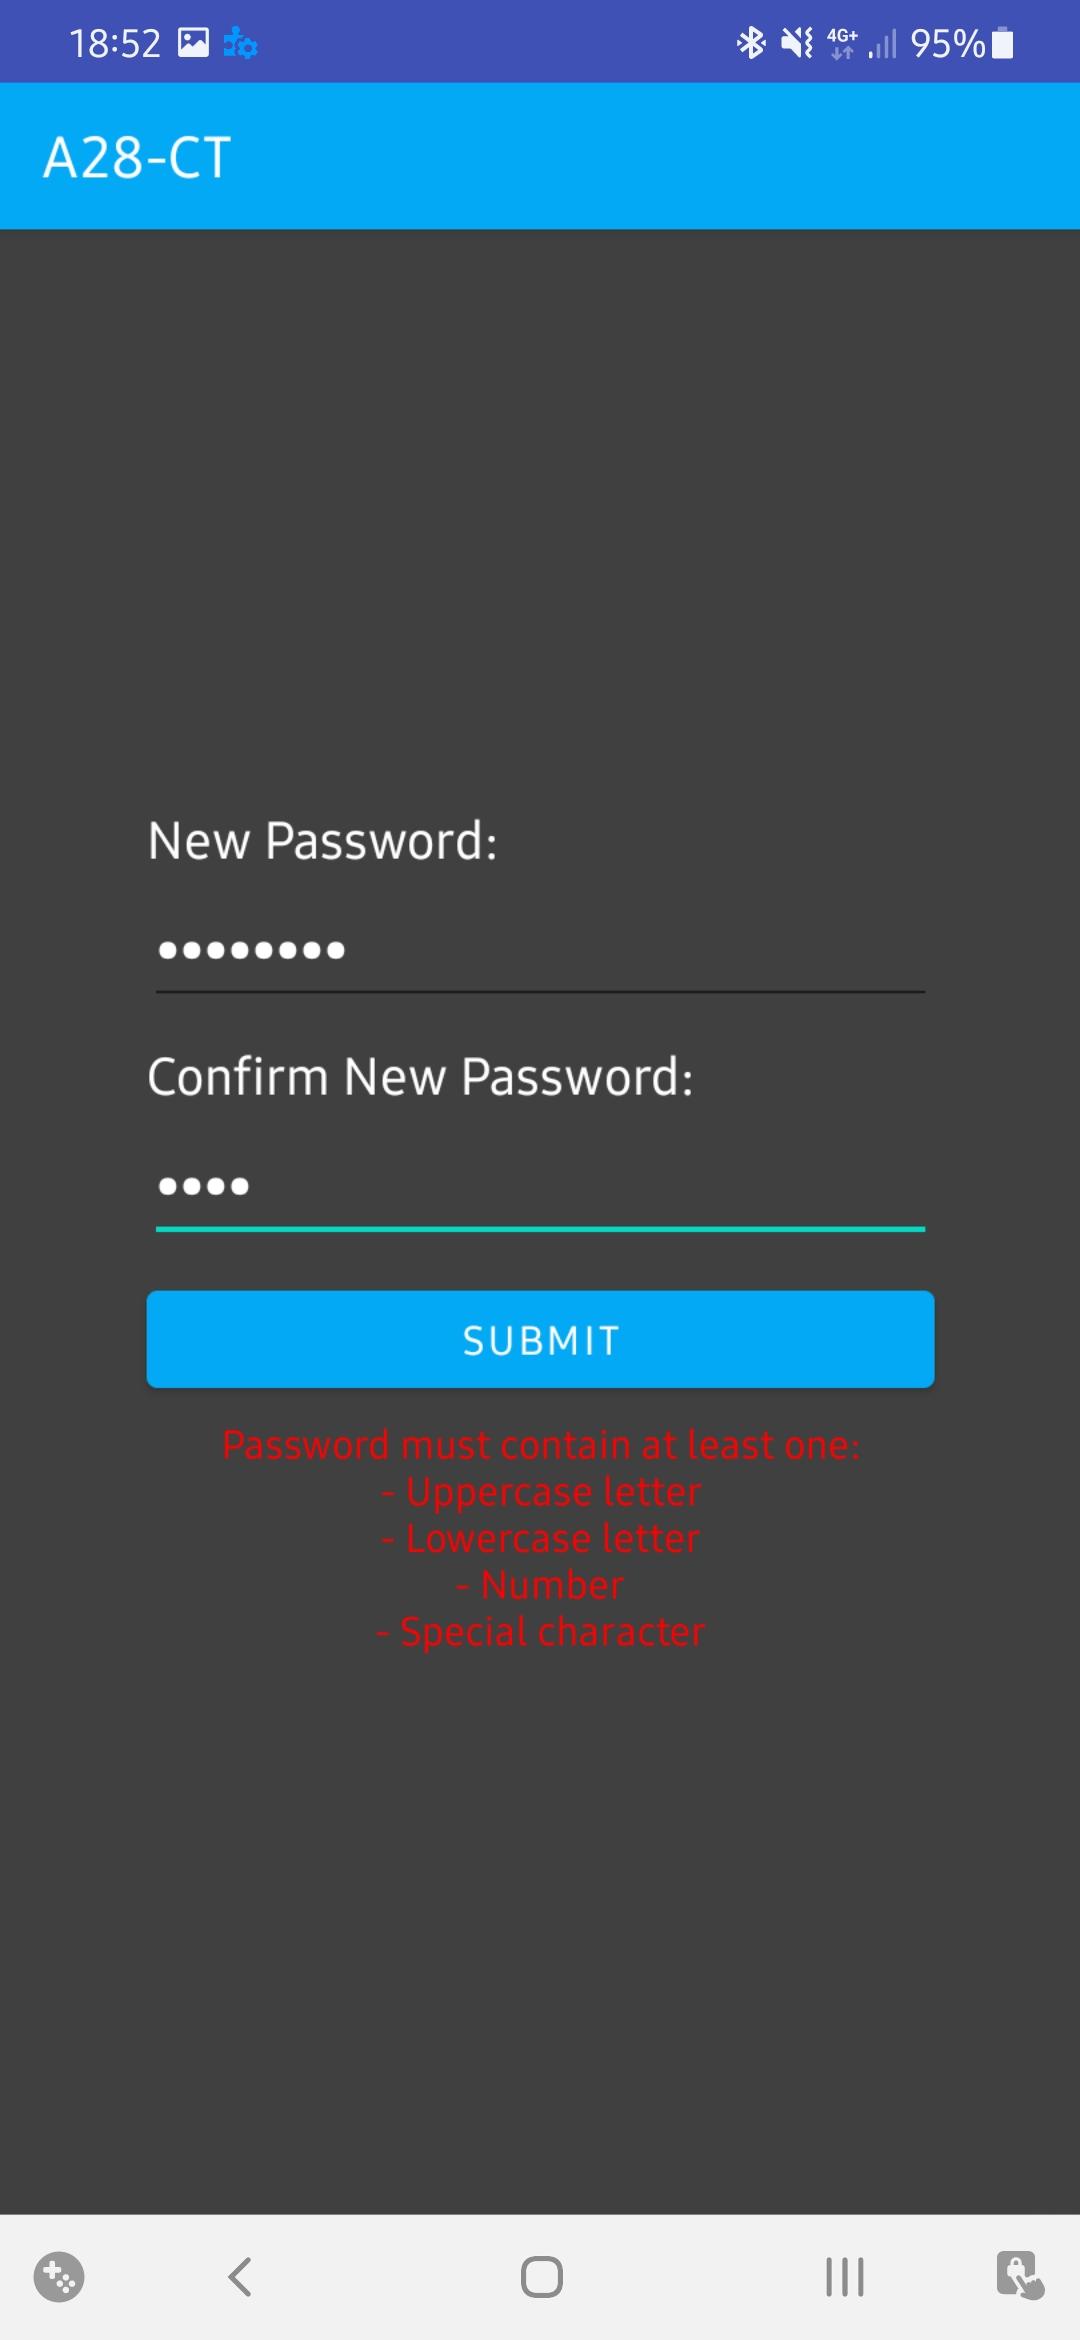 18:52 4G+ 95%
A28-CT
New Password:
••••••••
Confirm New Password:
••••
SUBMIT
Password must contain at least one:
- Uppercase letter
- Lowercase letter
- Number
- Special character